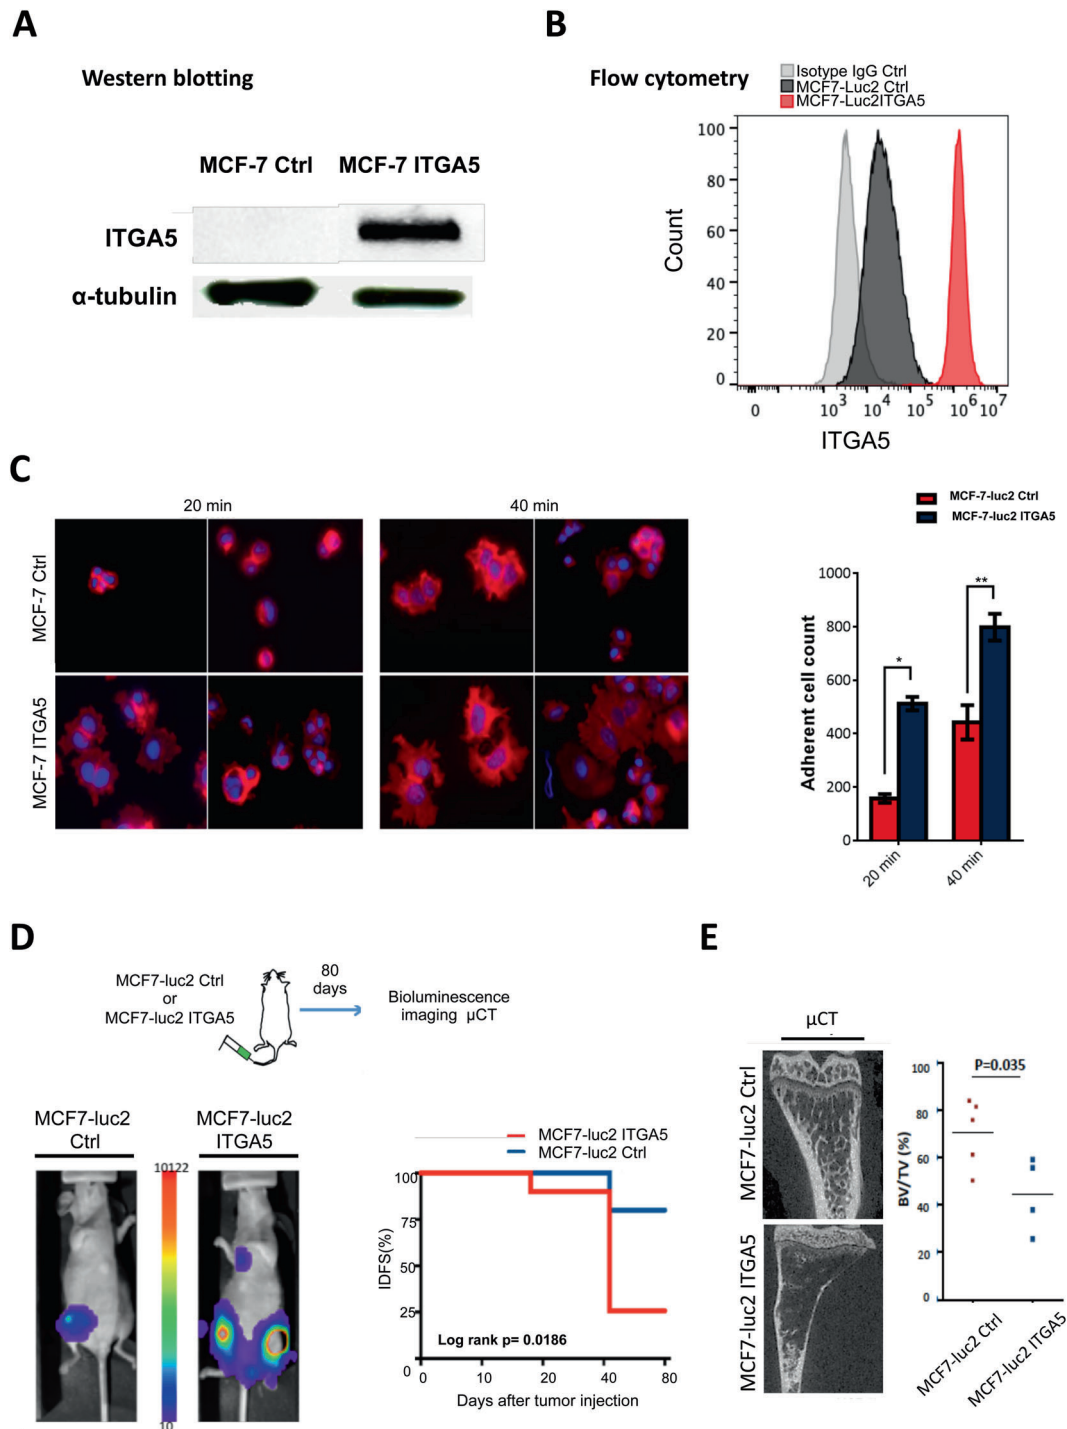 A
Western blotting
MCF-7 Ctrl MCF-7 ITGA5
ITGA5
α-tubulin
B
Flow cytometry
Isotype IgG Ctrl
MCF7-Luc2 Ctrl
MCF7-Luc2ITGA5
Count
100
80
60
40
20
0
0 10³ 10⁴ 10⁵ 10⁶ 10⁷
ITGA5
C
20 min 40 min
MCF-7 Ctrl
MCF-7 ITGA5
MCF-7-luc2 Ctrl
MCF-7-luc2 ITGA5
Adherent cell count
1000
800
600
400
200
0
*
**
20 min
40 min
D
MCF7-luc2 Ctrl
or
MCF7-luc2 ITGA5
80
days
Bioluminescence
imaging µCT
MCF7-luc2
Ctrl
MCF7-luc2
ITGA5
10122
10
MCF7-luc2 ITGA5
MCF7-luc2 Ctrl
IDFS(%)
100
75
50
25
0
Log rank p= 0.0186
0 10 20 40 80
Days after tumor injection
E
µCT
MCF7-luc2 Ctrl
MCF7-luc2 ITGA5
P=0.035
BV/TV (%)
100
80
60
40
20
0
MCF7-luc2 Ctrl
MCF7-luc2 ITGA5